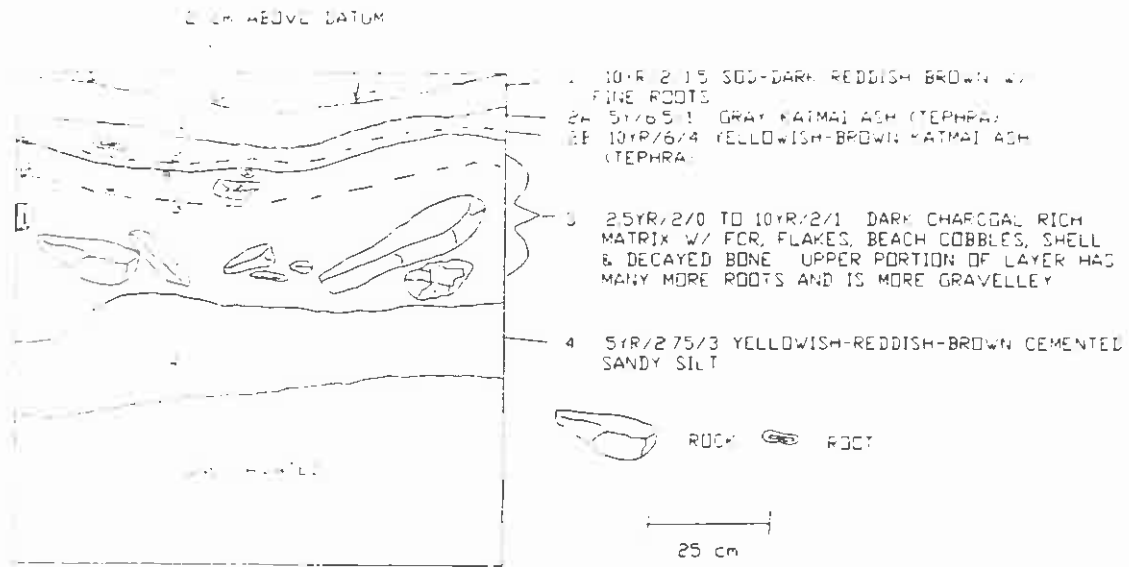 ABOVE DATUM
1 10YR/2/1.5 SOD-DARK REDDISH BROWN W/
FINE ROOTS
2A 5Y/6.5/1 GRAY KATMAI ASH (TEPHRA)
2B 10YR/6/4 YELLOWISH-BROWN KATMAI ASH
(TEPHRA)
3 2.5YR/2/0 TO 10YR/2/1 DARK CHARCOAL RICH
MATRIX W/ FCR, FLAKES, BEACH COBBLES, SHELL
& DECAYED BONE UPPER PORTION OF LAYER HAS
MANY MORE ROOTS AND IS MORE GRAVELLEY
1
4 5YR/2.75/3 YELLOWISH-REDDISH-BROWN CEMENTED
SANDY SILT
ROCK ROOT
25 cm